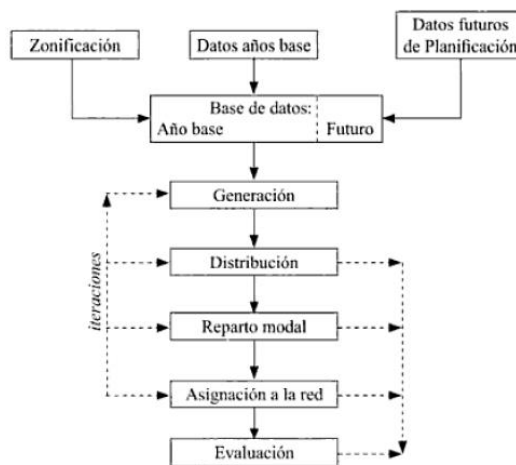 Zonificación
Datos años base
Datos futuros
de Planificación
Base de datos:
Año base
Futuro
Generación
Distribución
Reparto modal
Asignación a la red
Evaluación
iteraciones